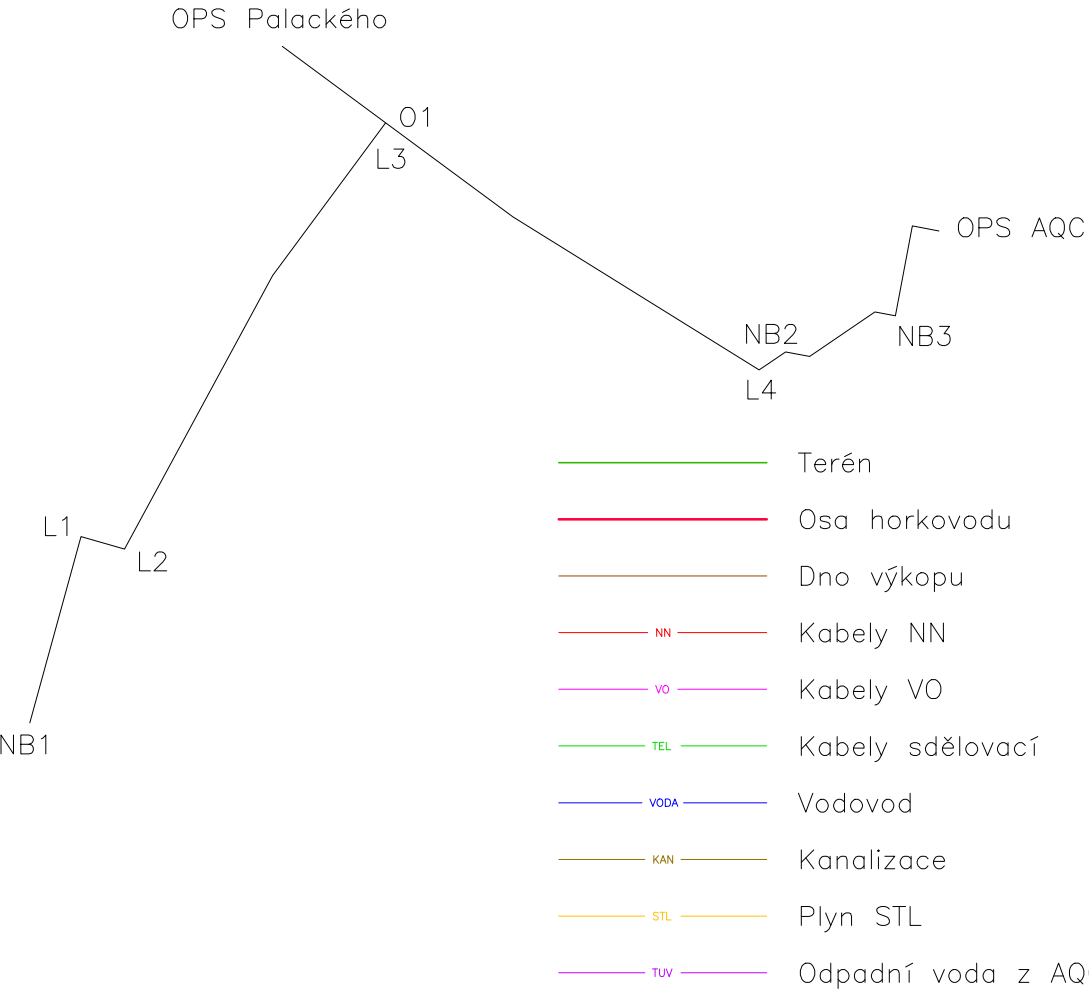 OPS Palackého
O1
L3
OPS AQC
NB2
NB3
L4
L1
L2
NB1
Terén
Osa horkovodu
Dno výkopu
NN Kabely NN
VO Kabely VO
TEL Kabely sdělovací
VODA Vodovod
KAN Kanalizace
STL Plyn STL
TUV Odpadní voda z AQ